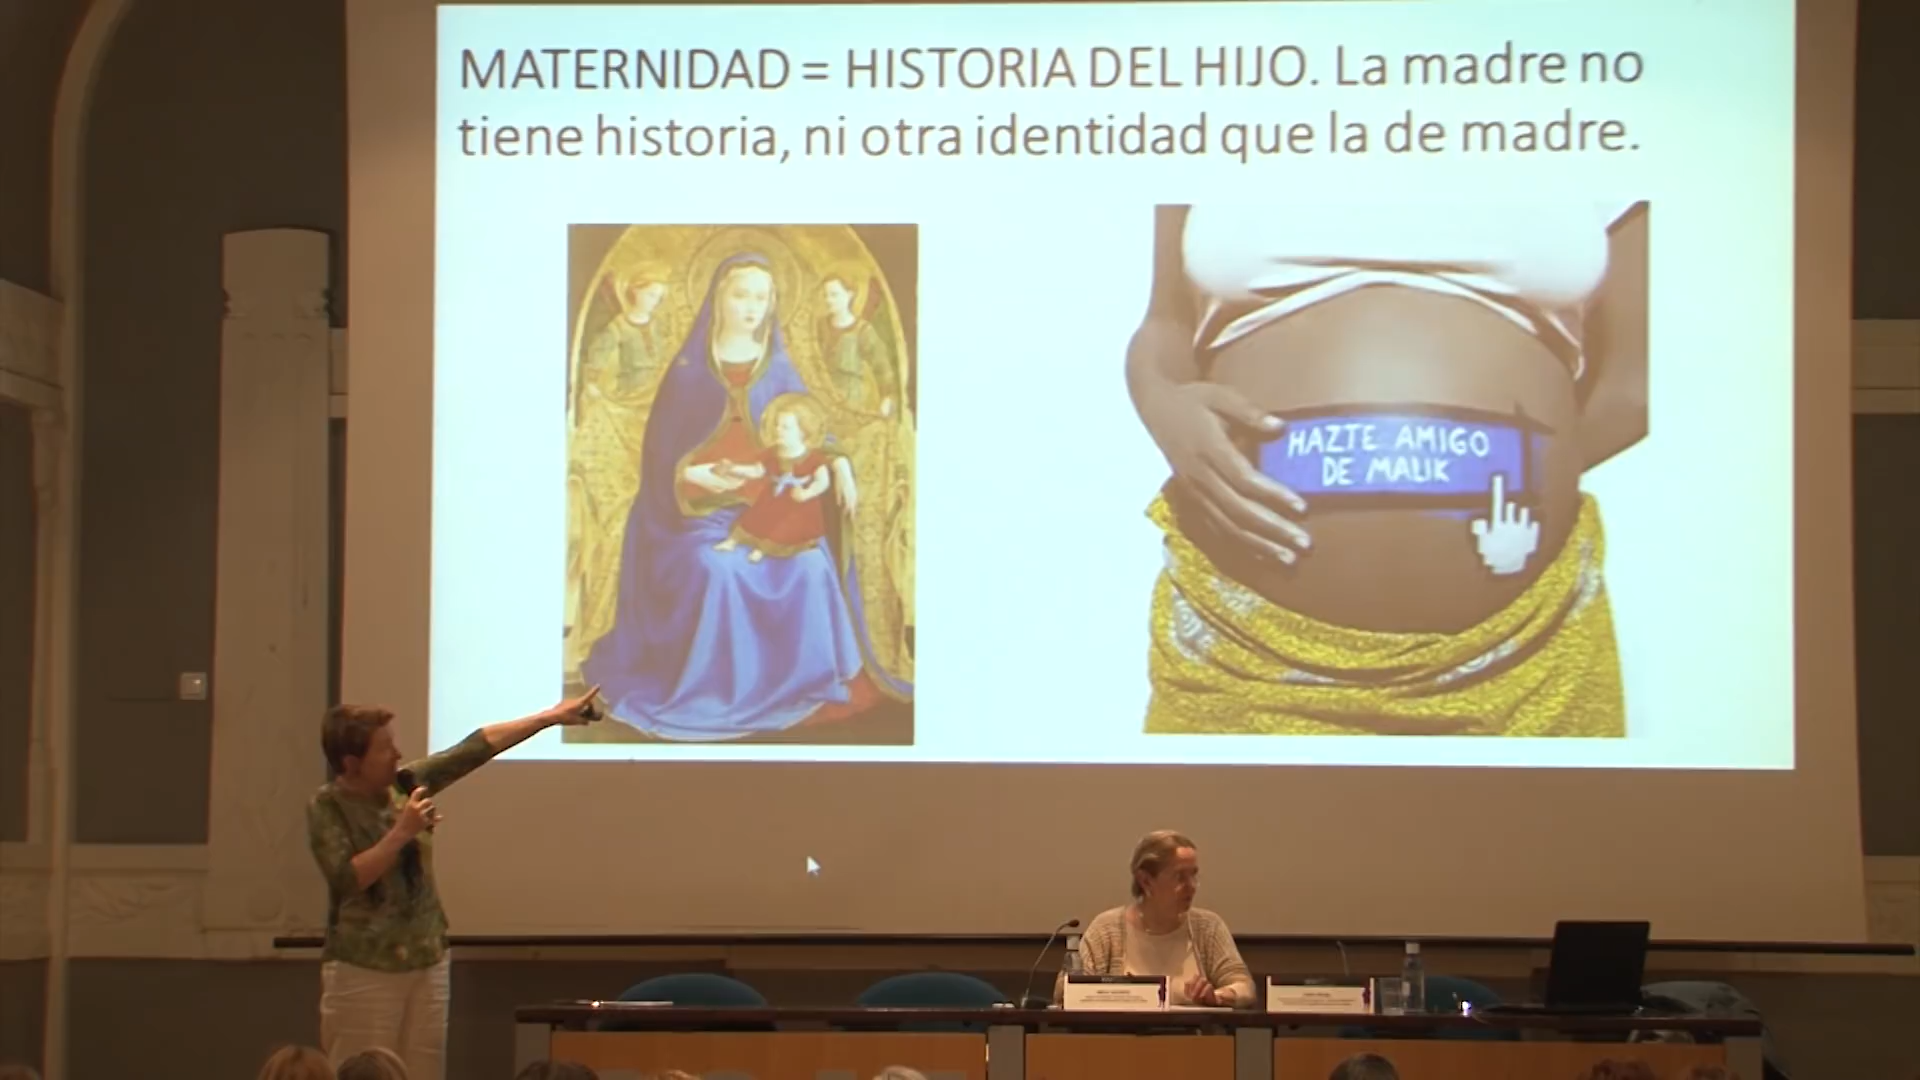 MATERNIDAD = HISTORIA DEL HIJO. La madre no
tiene historia, ni otra identidad que la de madre.
HAZTE AMIGO
DE MALIK